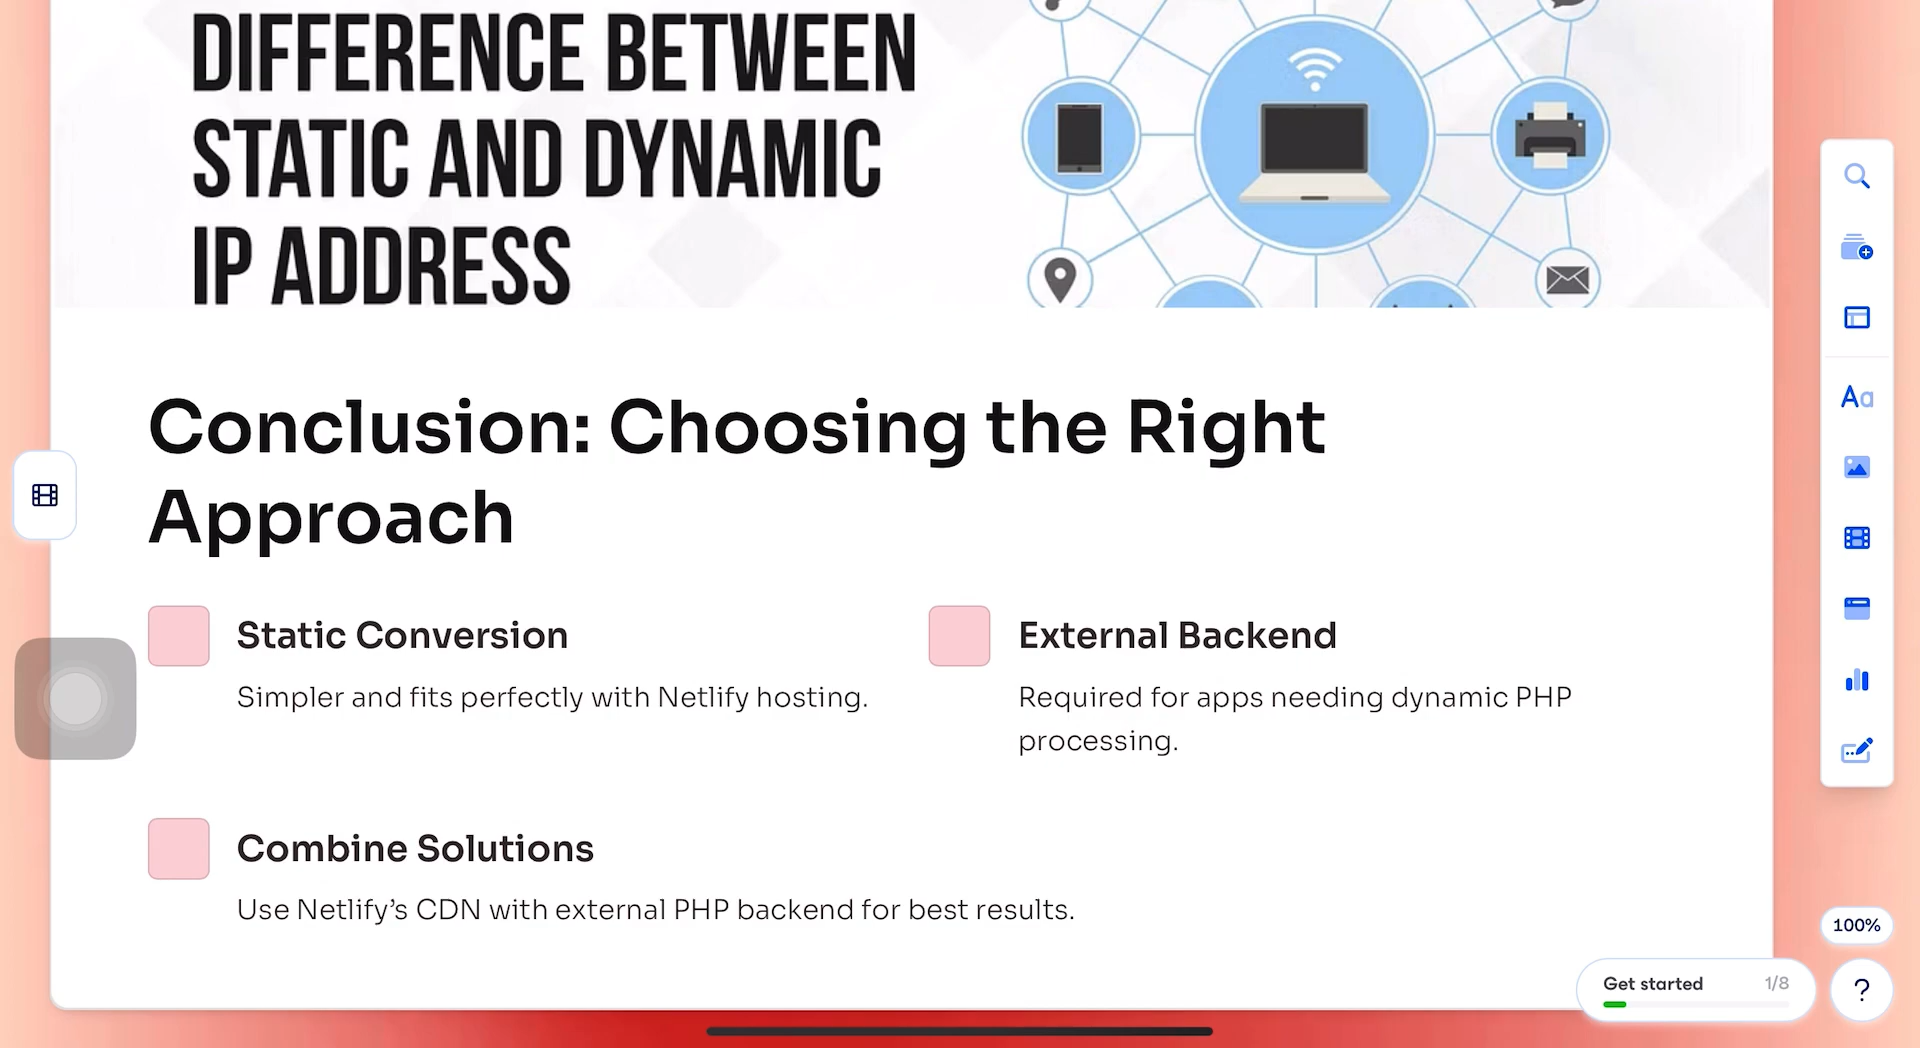 DIFFERENCE BETWEEN
STATIC AND DYNAMIC
IP ADDRESS
Conclusion: Choosing the Right
Approach
Static Conversion
Simpler and fits perfectly with Netlify hosting.
External Backend
Required for apps needing dynamic PHP
processing.
Combine Solutions
Use Netlify’s CDN with external PHP backend for best results.
Aa
100%
Get started 1/8
?